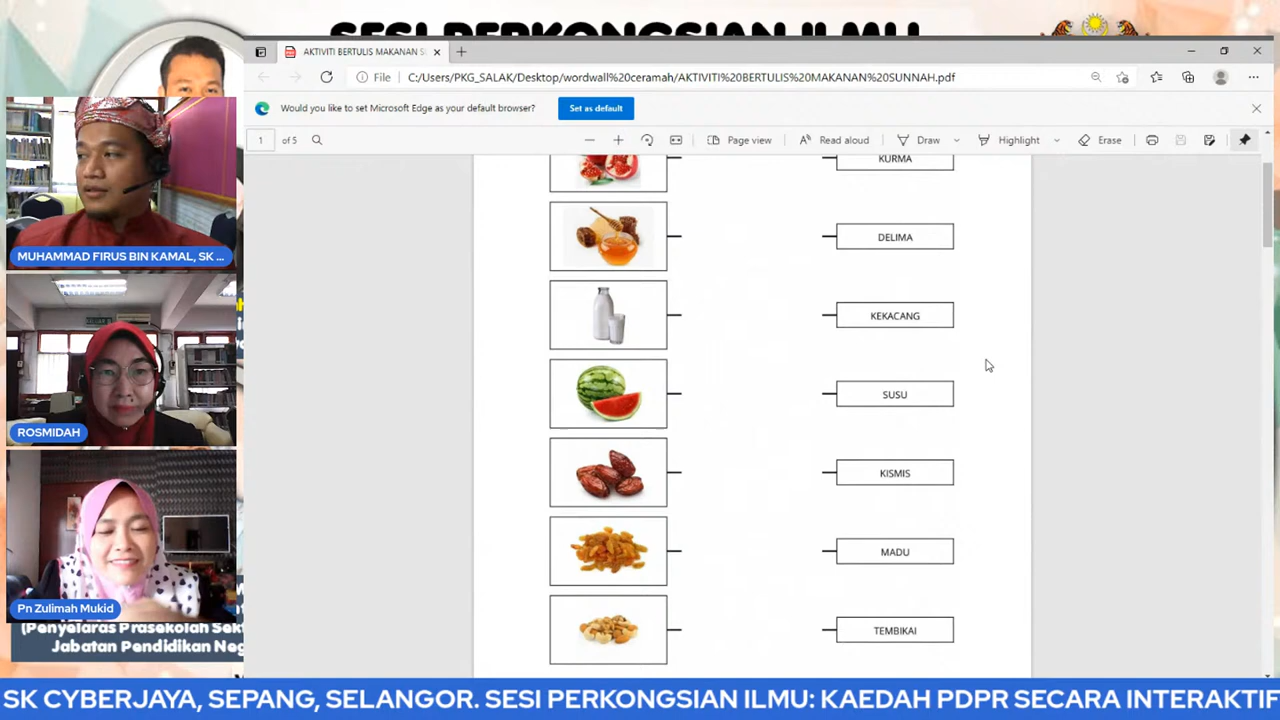 SESI PERKONGSIAN ILMU
AKTIVITI BERTULIS MAKANAN S
File C:/Users/PKG_SALAK/Desktop/wordwall%20ceramah/AKTIVITI%20BERTULIS%20MAKANAN%20SUNNAH.pdf
Would you like to set Microsoft Edge as your default browser? Set as default
1 of 5 Page view Read aloud Draw Highlight Erase
KURMA
DELIMA
KEKACANG
SUSU
KISMIS
MADU
TEMBIKAI
MUHAMMAD FIRUS BIN KAMAL, SK ...
ROSMIDAH
Pn Zulimah Mukid
(Penyelaras Prasekolah Sek
Jabatan Pendidikan Neg
SK CYBERJAYA, SEPANG, SELANGOR. SESI PERKONGSIAN ILMU: KAEDAH PDPR SECARA INTERAKTIF